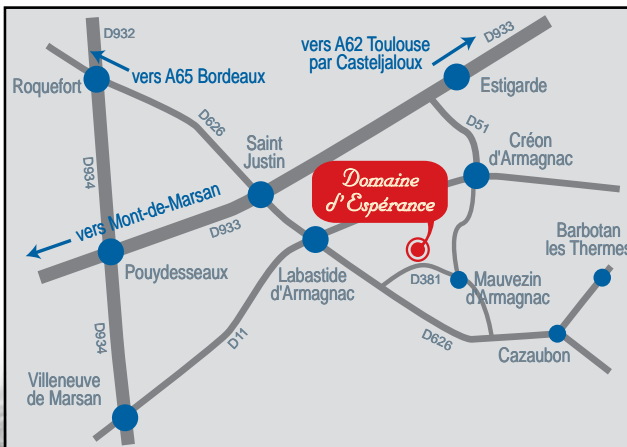 D932
vers A65 Bordeaux
Roquefort
D626
vers A62 Toulouse
par Casteljaloux
D933
Estigarde
Saint
Justin
D51
Créon
d'Armagnac
D934
Domaine
d'Espérance
vers Mont-de-Marsan
D933
Barbotan
les Thermes
Pouydesseaux
Labastide
d'Armagnac
D381
Mauvezin
d'Armagnac
D934
D11
D626
Cazaubon
Villeneuve
de Marsan